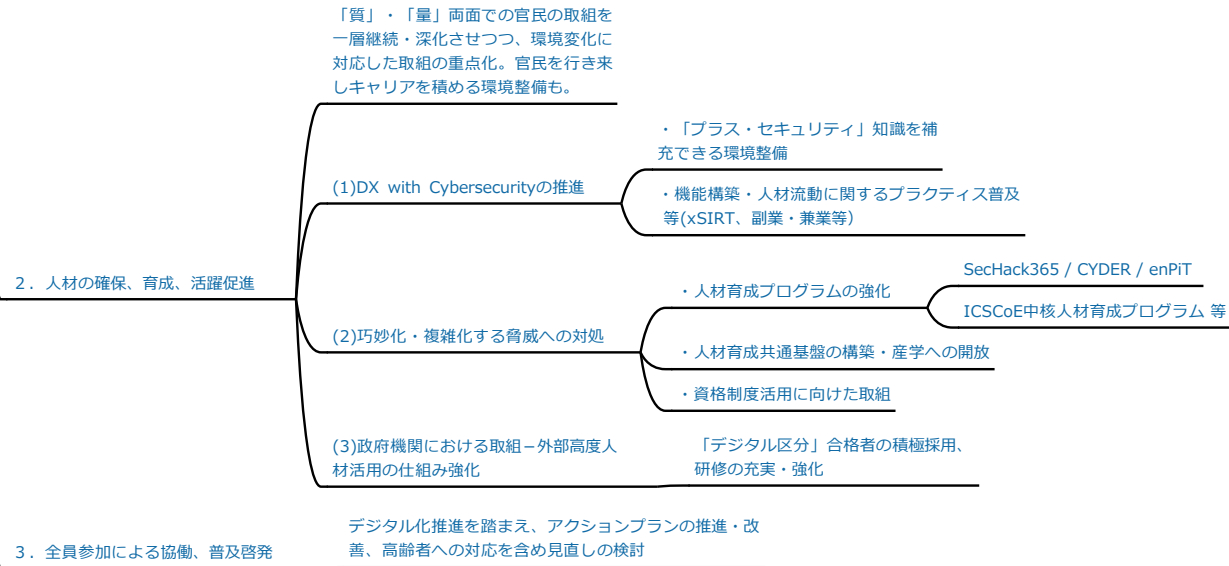 「質」・「量」両面での官民の取組を
一層継続・深化させつつ、環境変化に
対応した取組の重点化。官民を行き来
しキャリアを積める環境整備も。
・「プラス・セキュリティ」知識を補
充できる環境整備
(1)DX with Cybersecurityの推進
・機能構築・人材流動に関するプラクティス普及
等(xSIRT、副業・兼業等）
2．人材の確保、育成、活躍促進
・人材育成プログラムの強化
SecHack365 / CYDER / enPiT
ICSCoE中核人材育成プログラム 等
(2)巧妙化・複雑化する脅威への対処
・人材育成共通基盤の構築・産学への開放
・資格制度活用に向けた取組
(3)政府機関における取組－外部高度人
材活用の仕組み強化
「デジタル区分」合格者の積極採用、
研修の充実・強化
3．全員参加による協働、普及啓発
デジタル化推進を踏まえ、アクションプランの推進・改
善、高齢者への対応を含め見直しの検討